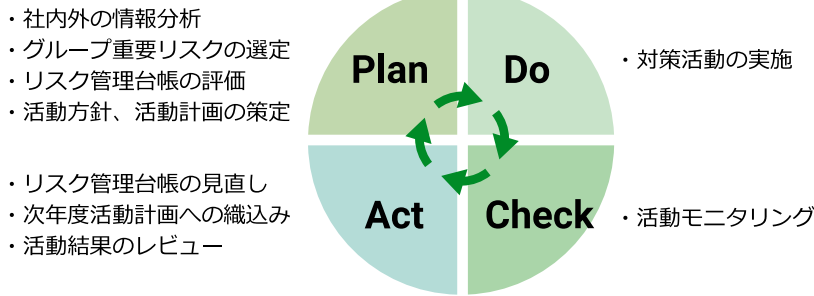 ・社内外の情報分析
・グループ重要リスクの選定
・リスク管理台帳の評価
・活動方針、活動計画の策定
Plan
Do
・対策活動の実施
・リスク管理台帳の見直し
・次年度活動計画への織込み
・活動結果のレビュー
Act
Check
・活動モニタリング